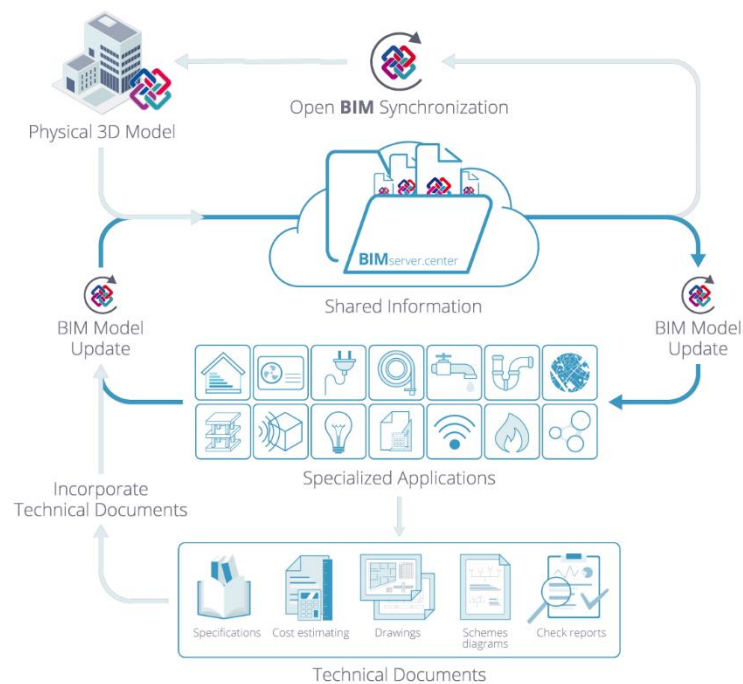 Open BIM Synchronization
Physical 3D Model
BIMserver.center
Shared Information
BIM Model
Update
BIM Model
Update
Specialized Applications
Incorporate
Technical Documents
Specifications
Cost estimating
Drawings
Schemes
diagrams
Check reports
Technical Documents